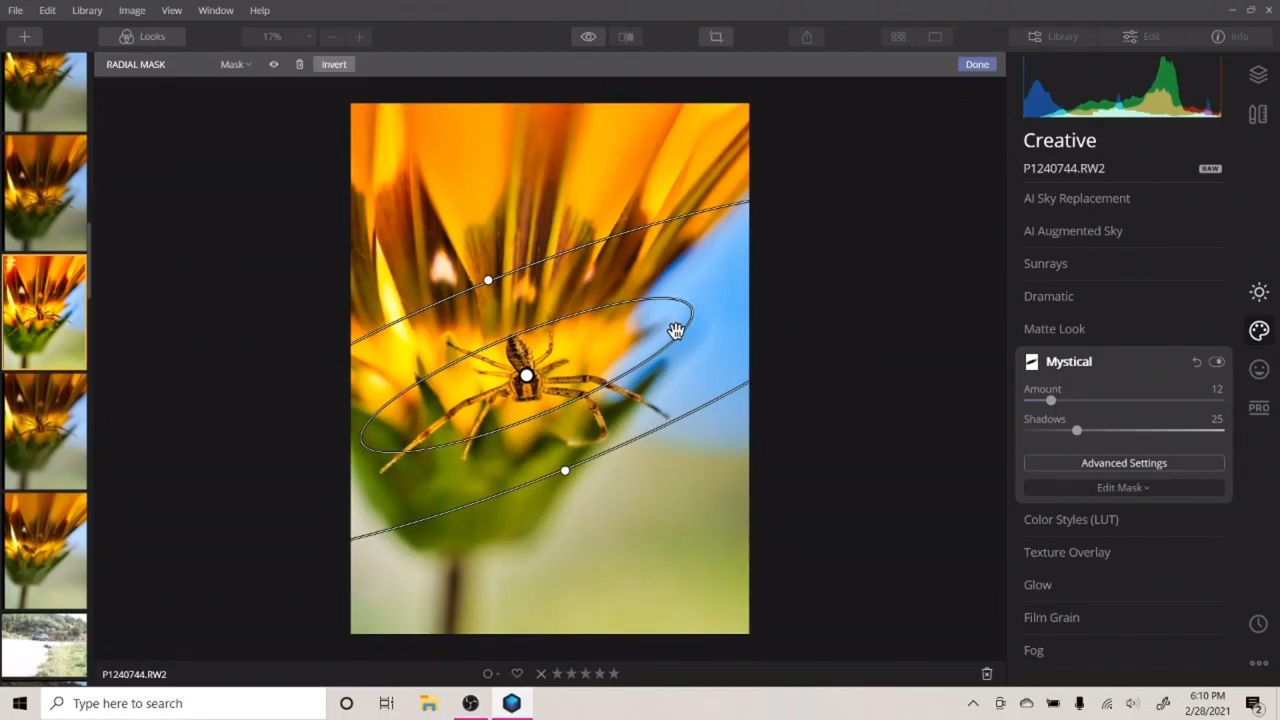 File Edit Library Image View Window Help
Looks 17% Library Edit Info
RADIAL MASK Mask Invert Done
Creative
P1240744.RW2 RAW
AI Sky Replacement
AI Augmented Sky
Sunrays
Dramatic
Matte Look
Mystical
Amount 12
Shadows 25
Advanced Settings
Edit Mask
Color Styles (LUT)
Texture Overlay
Glow
Film Grain
Fog
PRO
P1240744.RW2
Type here to search
6:10 PM
2/28/2021
2